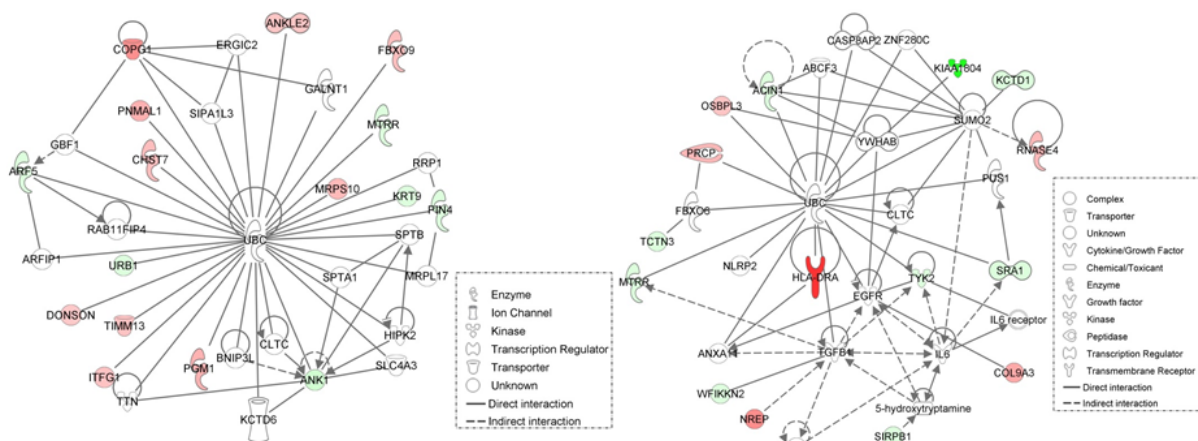 ANKLE2
COPG1
ERGIC2
FBXO9
GALNT1
PNMAL1
SIPA1L3
MTRR
GBF1
CHST7
RRP1
ARF5
MRPS10
KRT9
PIN4
RAB11FIP4
UBC
SPTB
ARFIP1
URB1
SPTA1
MRPL17
DONSON
TIMM13
HIPK2
CLTC
BNIP3L
SLC4A3
ITFG1
PGM1
ANK1
TTN
KCTD6
Enzyme
Ion Channel
Kinase
Transcription Regulator
Transporter
Unknown
Direct interaction
Indirect interaction
CASP8AP2
ZNF280C
ABCF3
KIAA1804
ACIN1
KCTD1
OSBPL3
SUMO2
YWHAB
RNASE4
PRCP
PUS1
UBC
FBXO6
CLTC
TCTN3
NLRP2
HLA-DRA
TYK2
SRA1
MTRR
EGFR
IL6 receptor
ANXA11
TGFB1
IL6
COL9A3
WFIKKN2
5-hydroxytryptamine
NREP
SIRPB1
Complex
Transporter
Unknown
Cytokine/Growth Factor
Chemical/Toxicant
Enzyme
Growth factor
Kinase
Peptidase
Transcription Regulator
Transmembrane Receptor
Direct interaction
Indirect interaction